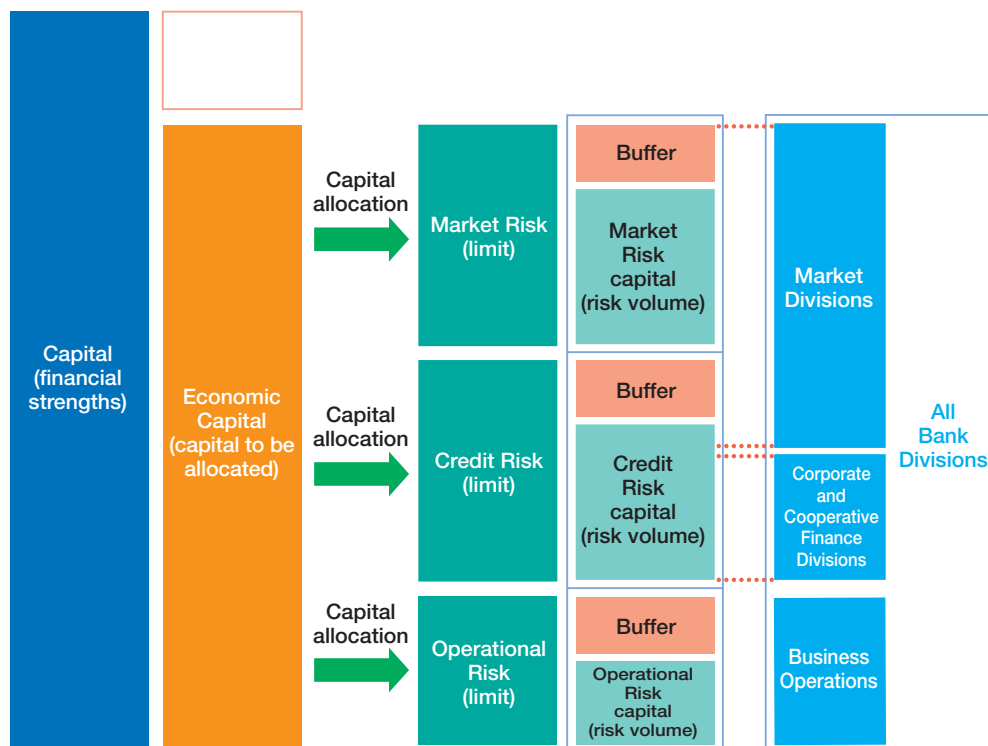 Capital
(financial
strengths)
Economic
Capital
(capital to be
allocated)
Capital
allocation
Market Risk
(limit)
Buffer
Market
Risk
capital
(risk volume)
Market
Divisions
Capital
allocation
Credit Risk
(limit)
Buffer
Credit
Risk
capital
(risk volume)
Corporate
and
Cooperative
Finance
Divisions
All
Bank
Divisions
Capital
allocation
Operational
Risk
(limit)
Buffer
Operational
Risk
capital
(risk volume)
Business
Operations